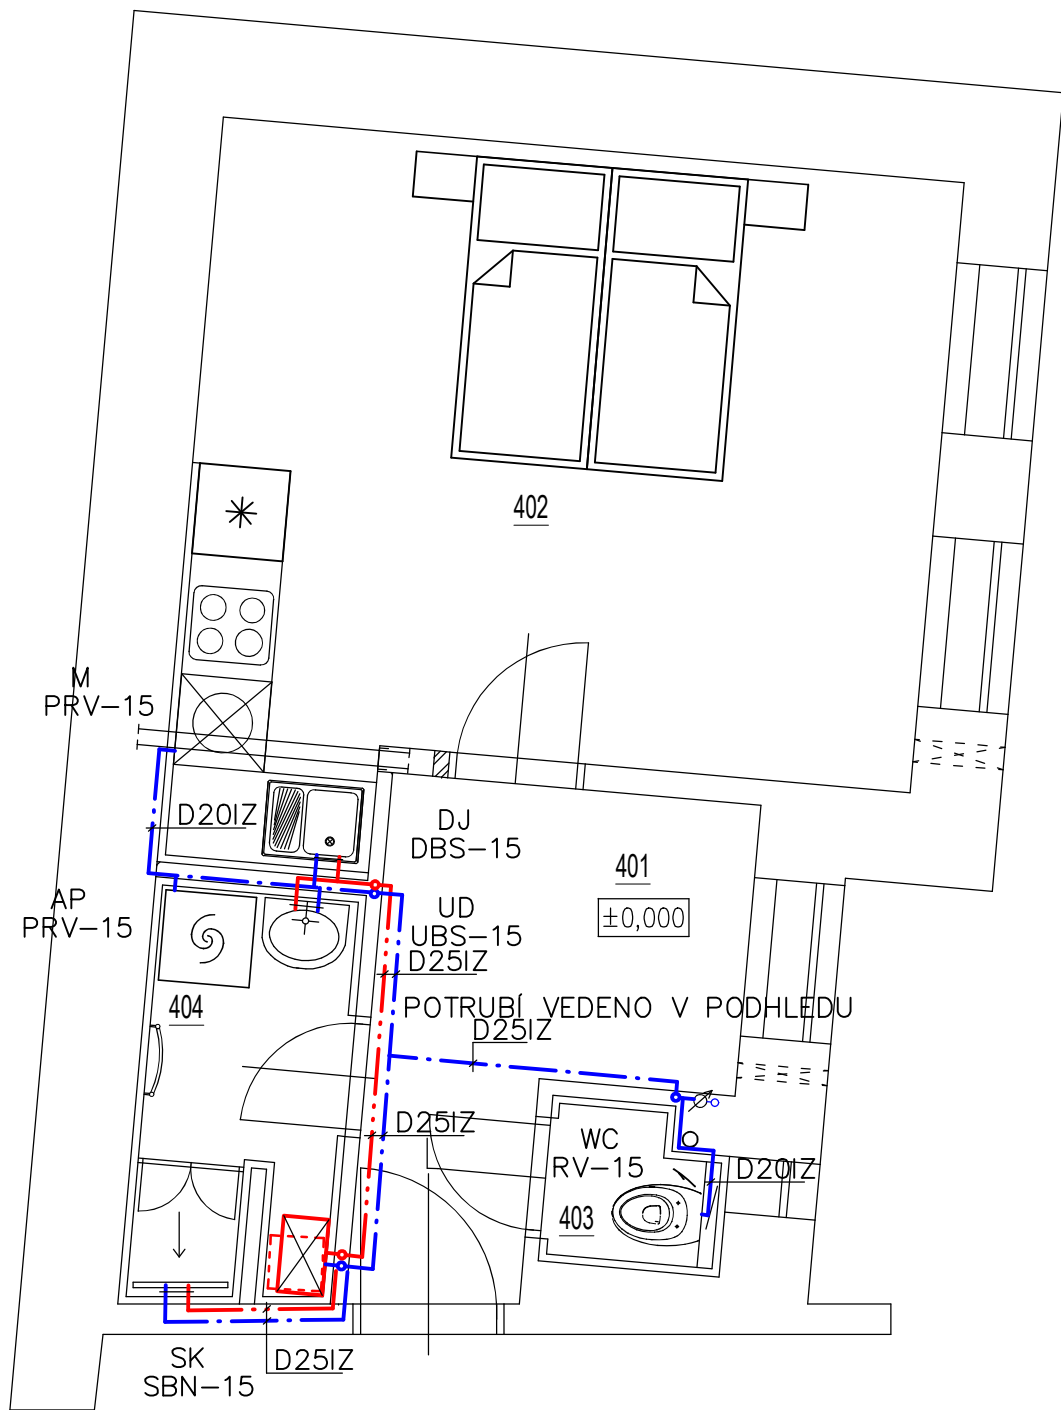 402
M
PRV-15
D20IZ
DJ
DBS-15
401
±0,000
AP
PRV-15
UD
UBS-15
D25IZ
404
POTRUBÍ VEDENO V PODHLEDU
D25IZ
D25IZ
WC
RV-15
D20IZ
403
SK
SBN-15
D25IZ